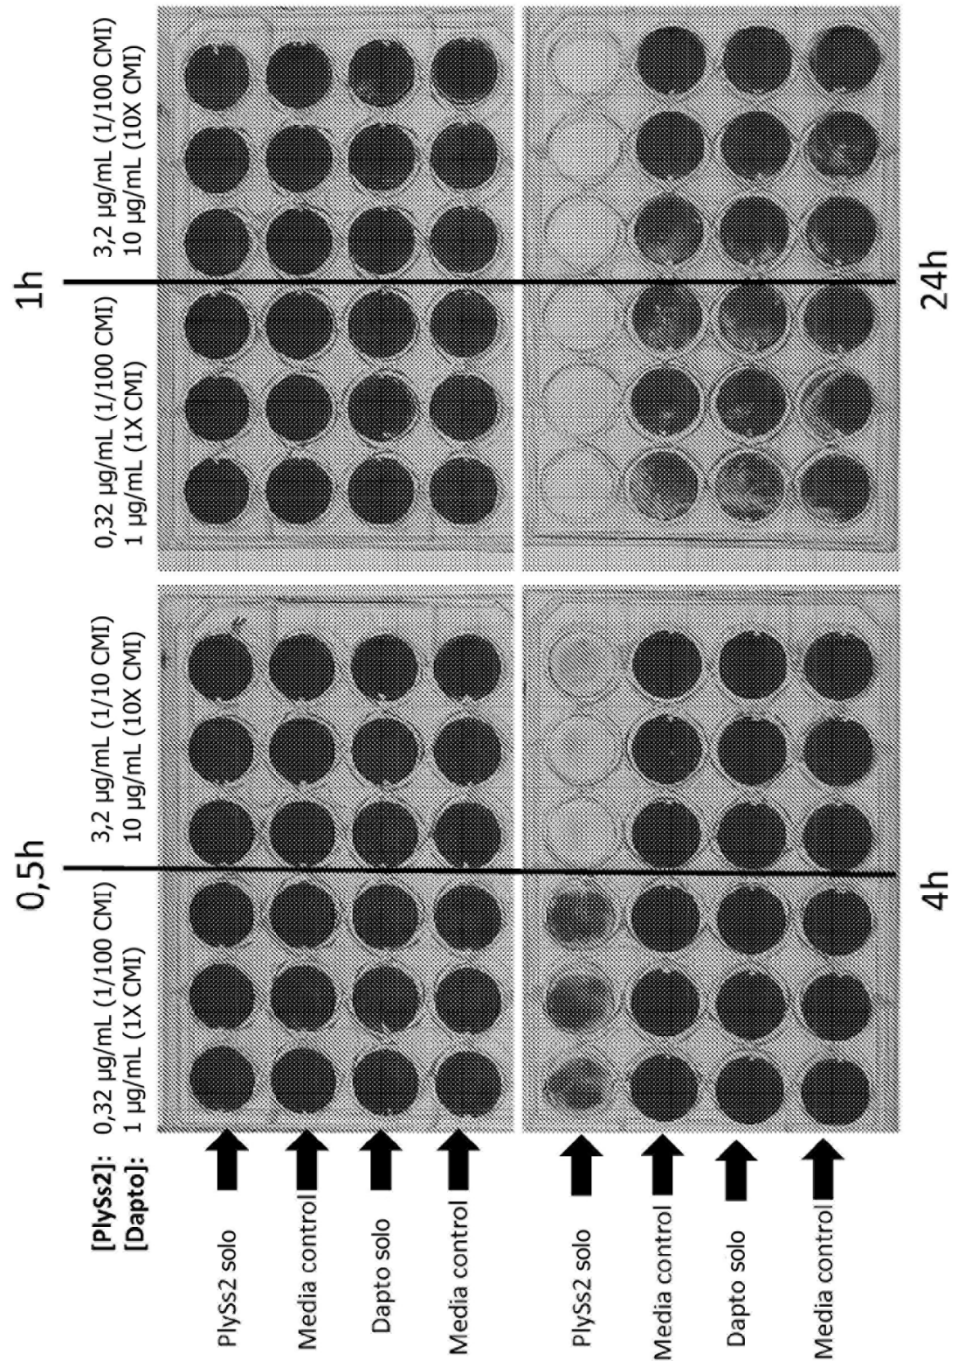 0,5h
1h
[PlySs2]: 0,32 µg/mL (1/100 CMI) 3,2 µg/mL (1/10 CMI) 0,32 µg/mL (1/100 CMI) 3,2 µg/mL (1/100 CMI)
[Dapto]: 1 µg/mL (1X CMI) 10 µg/mL (10X CMI) 1 µg/mL (1X CMI) 10 µg/mL (10X CMI)
PlySs2 solo
Media control
Dapto solo
Media control
PlySs2 solo
Media control
Dapto solo
Media control
4h
24h